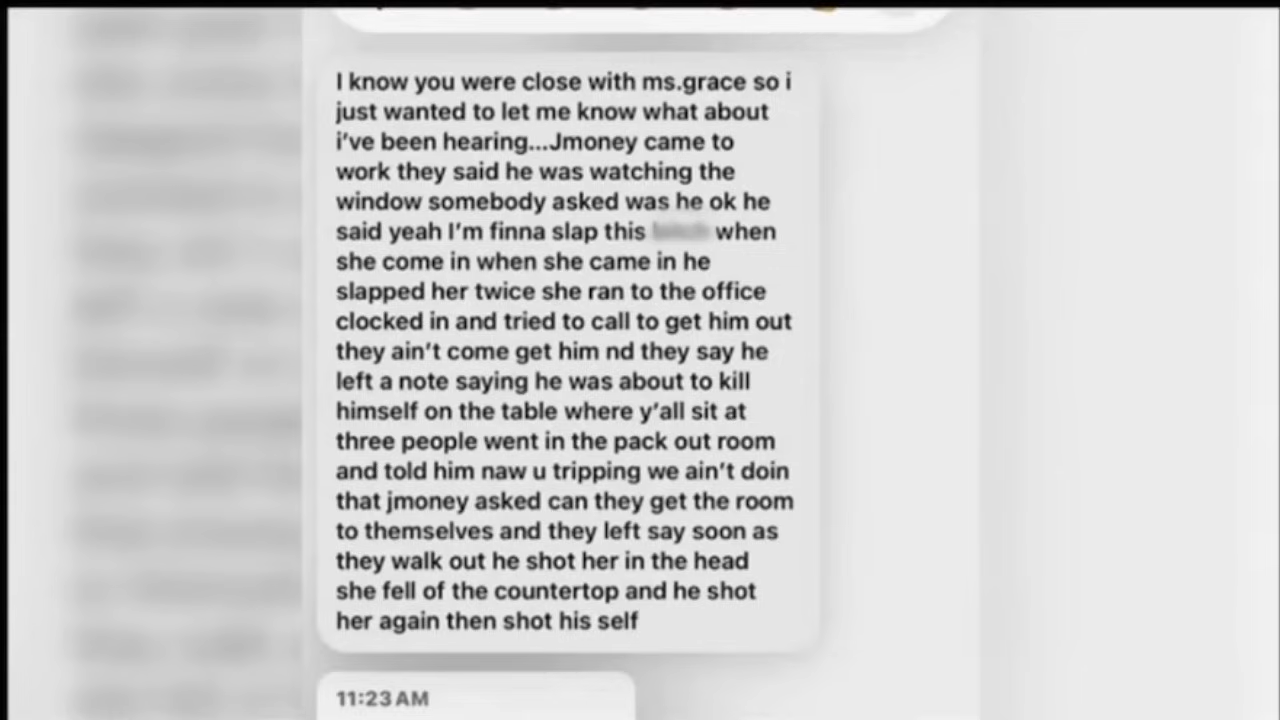 I know you were close with ms.grace so i
just wanted to let me know what about
i've been hearing...Jmoney came to
work they said he was watching the
window somebody asked was he ok he
said yeah I'm finna slap this when
she come in when she came in he
slapped her twice she ran to the office
clocked in and tried to call to get him out
they ain't come get him nd they say he
left a note saying he was about to kill
himself on the table where y'all sit at
three people went in the pack out room
and told him naw u tripping we ain't doin
that jmoney asked can they get the room
to themselves and they left say soon as
they walk out he shot her in the head
she fell of the countertop and he shot
her again then shot his self
11:23 AM